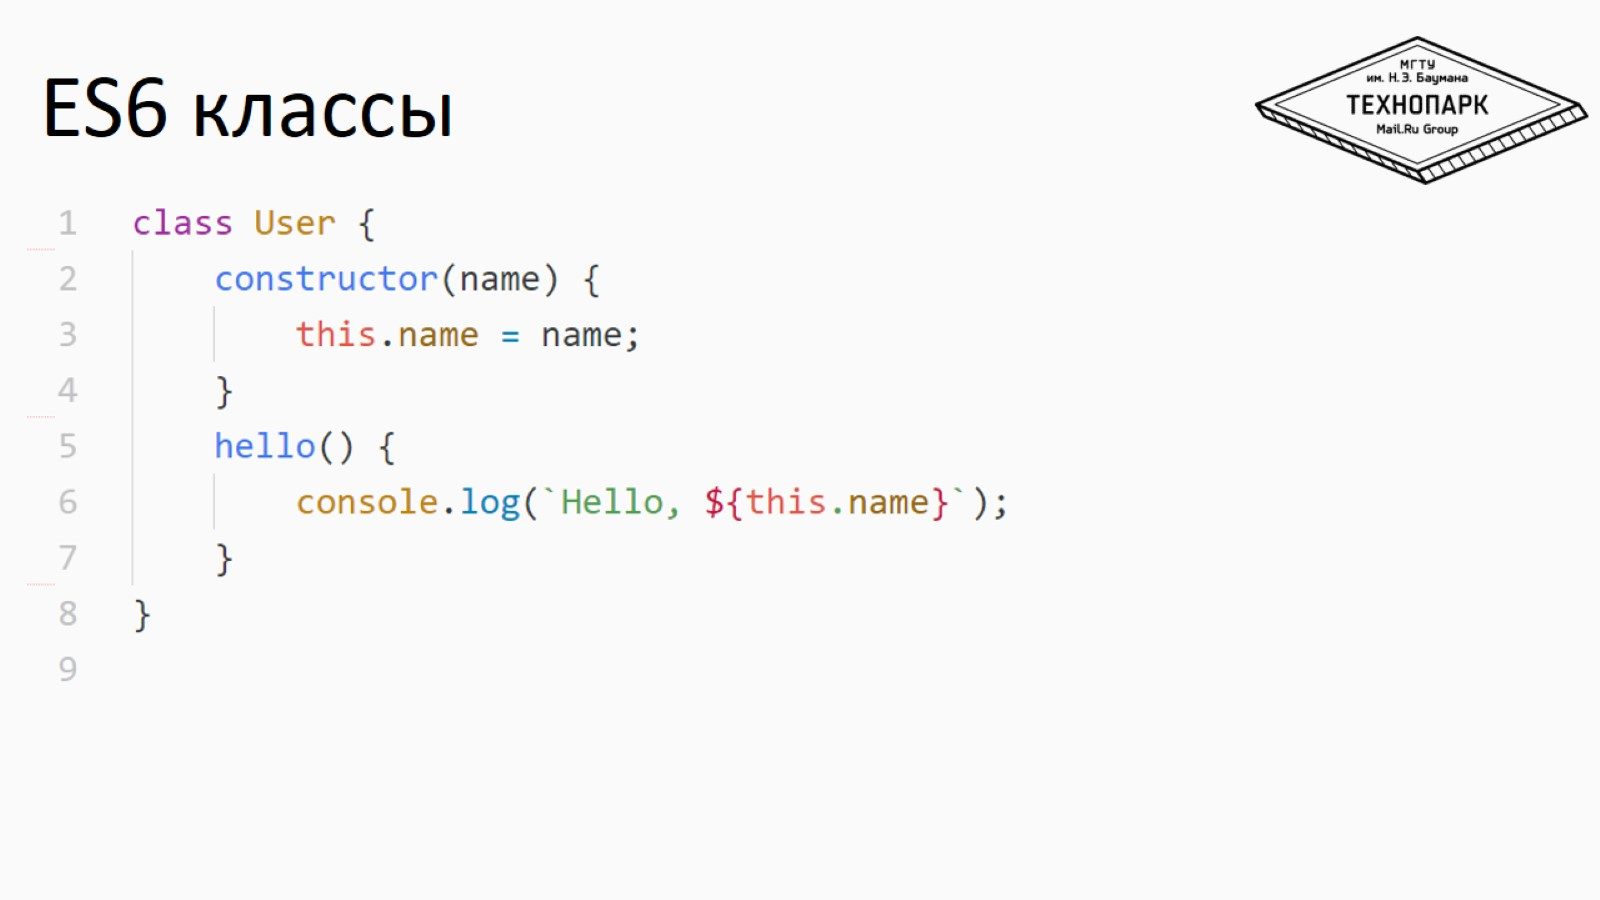 ES6 классы
МГТУ
им. Н.Э. Баумана
ТЕХНОПАРК
Mail.Ru Group
1 class User {
2     constructor(name) {
3         this.name = name;
4     }
5     hello() {
6         console.log(`Hello, ${this.name}`);
7     }
8 }
9